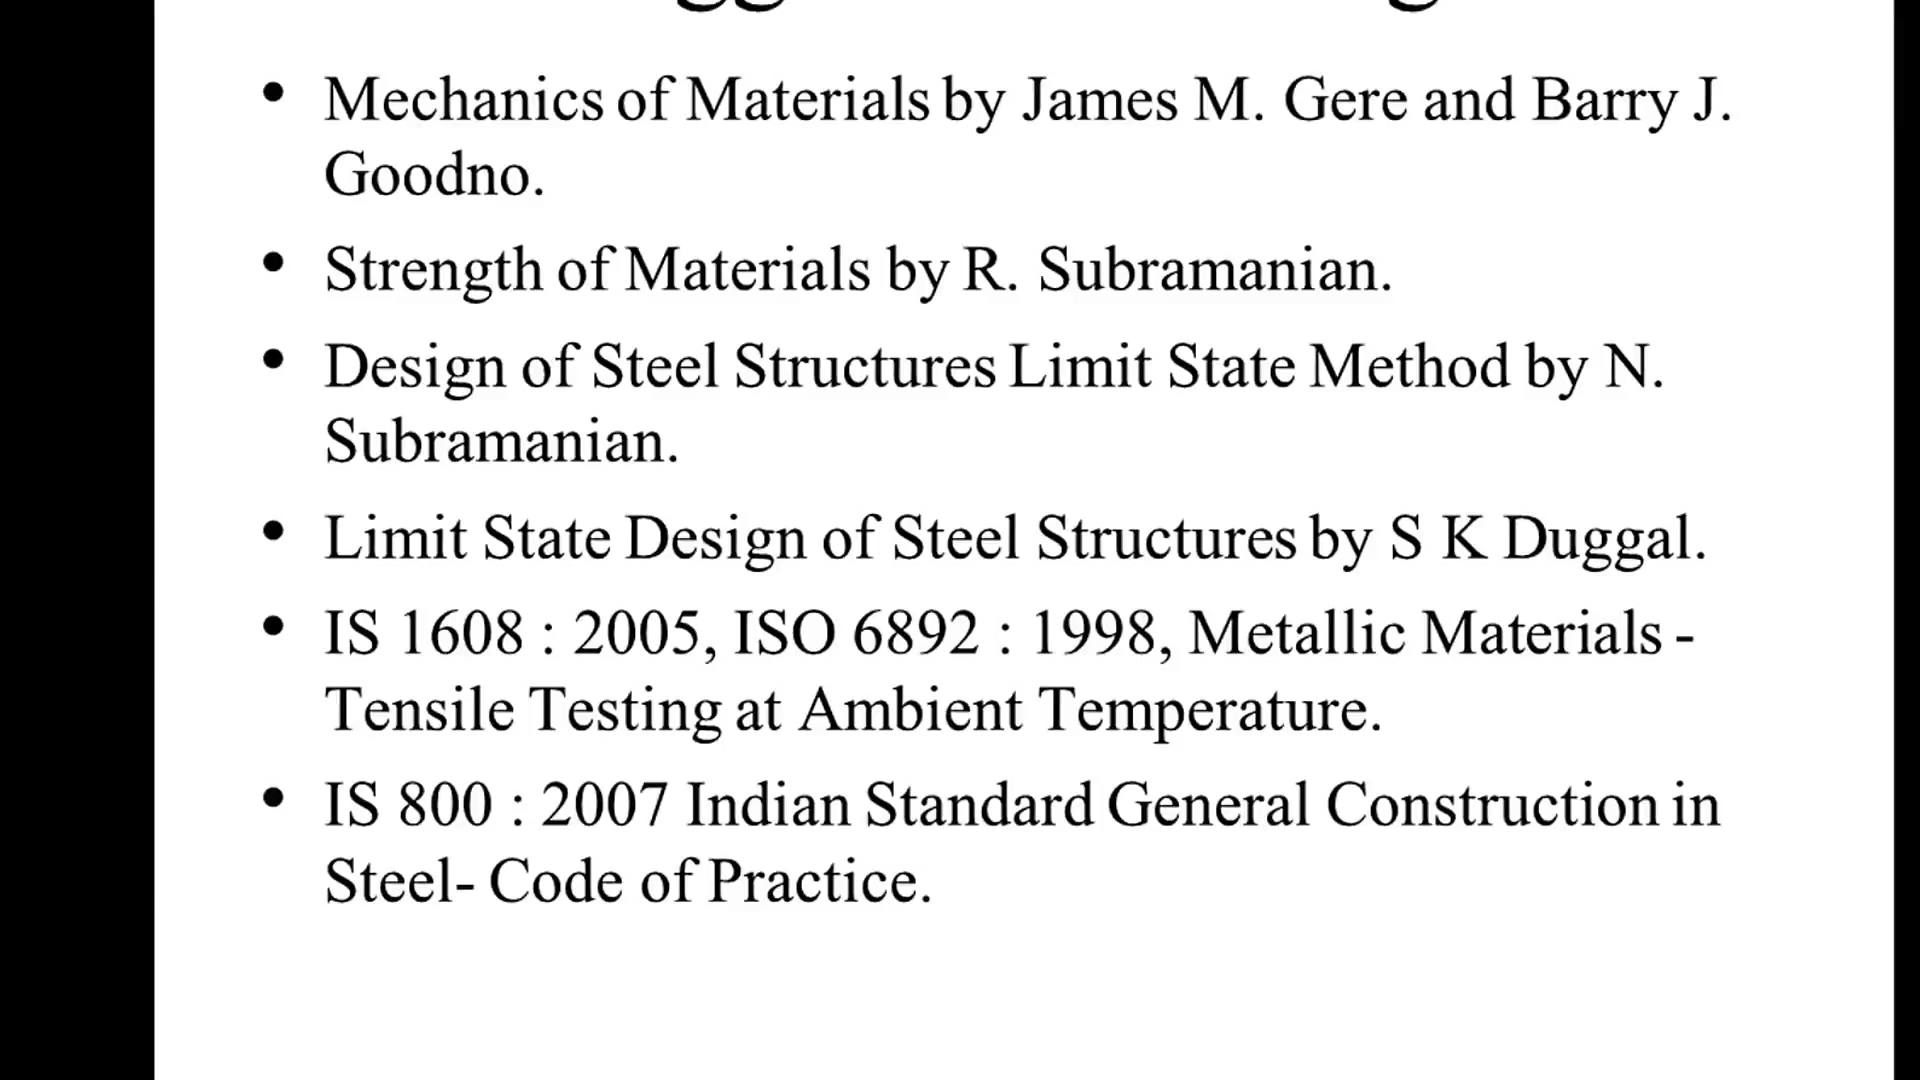 • Mechanics of Materials by James M. Gere and Barry J.
Goodno.
• Strength of Materials by R. Subramanian.
• Design of Steel Structures Limit State Method by N.
Subramanian.
• Limit State Design of Steel Structures by S K Duggal.
• IS 1608 : 2005, ISO 6892 : 1998, Metallic Materials -
Tensile Testing at Ambient Temperature.
• IS 800 : 2007 Indian Standard General Construction in
Steel- Code of Practice.